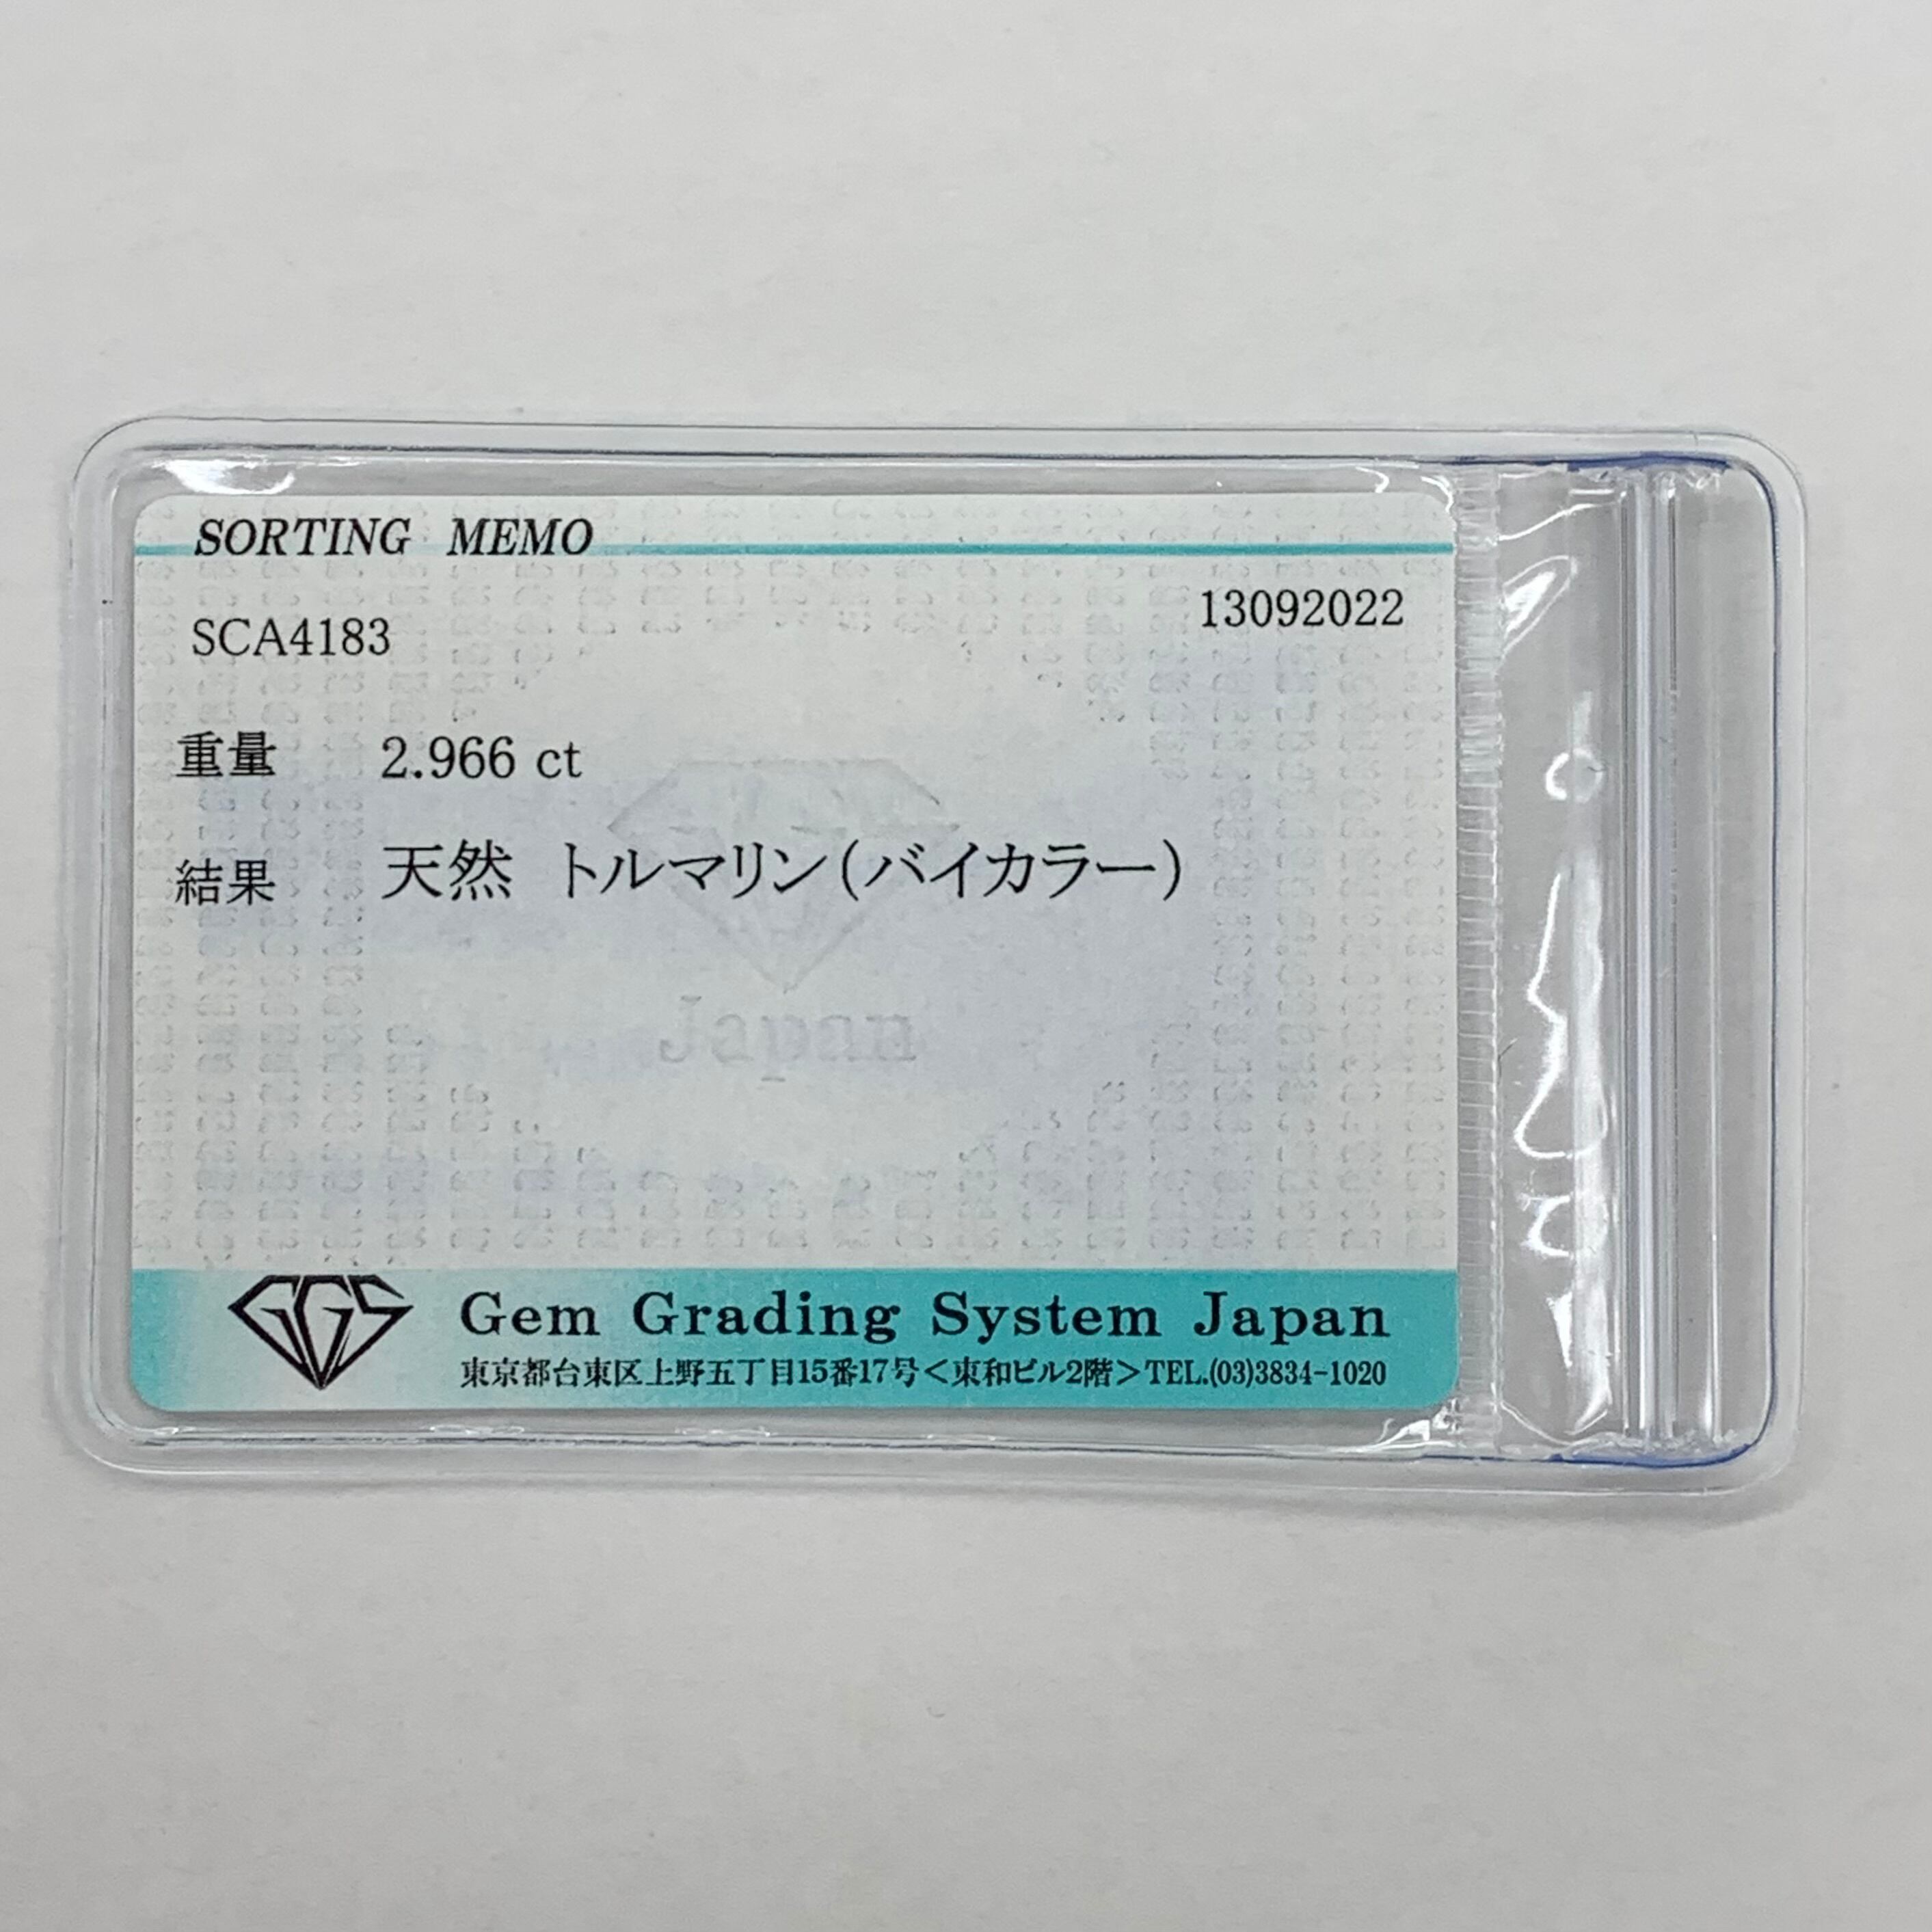 SORTING MEMO
13092022
SCA4183
重量 2.966 ct
結果 天然 トルマリン(バイカラー)
Japan
GGS
Gem Grading System Japan
東京都台東区上野五丁目15番17号<東和ビル2階>TEL.(03)3834-1020